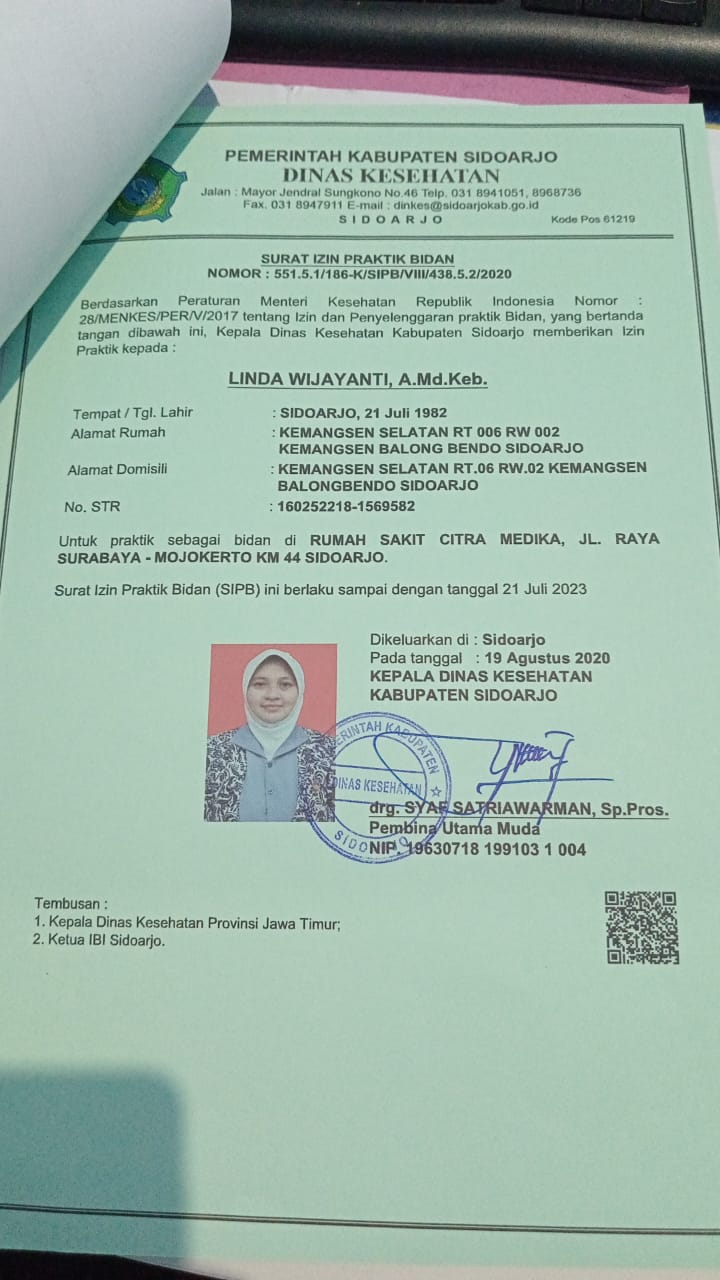 PEMERINTAH KABUPATEN SIDOARJO
DINAS KESEHATAN
Jalan : Mayor Jendral Sungkono No.46 Telp. 031 8941051, 8968736
Fax. 031 8947911 E-mail : dinkes@sidoarjokab.go.id
SIDOARJO Kode Pos 61219
SURAT IZIN PRAKTIK BIDAN
NOMOR : 551.5.1/186-K/SIPB/VIII/438.5.2/2020
Berdasarkan Peraturan Menteri Kesehatan Republik Indonesia Nomor :
28/MENKES/PER/V/2017 tentang Izin dan Penyelenggaran praktik Bidan, yang bertanda
tangan dibawah ini, Kepala Dinas Kesehatan Kabupaten Sidoarjo memberikan Izin
Praktik kepada :
LINDA WIJAYANTI, A.Md.Keb.
Tempat / Tgl. Lahir : SIDOARJO, 21 Juli 1982
Alamat Rumah : KEMANGSEN SELATAN RT 006 RW 002
KEMANGSEN BALONG BENDO SIDOARJO
Alamat Domisili : KEMANGSEN SELATAN RT.06 RW.02 KEMANGSEN
BALONGBENDO SIDOARJO
No. STR : 160252218-1569582
Untuk praktik sebagai bidan di RUMAH SAKIT CITRA MEDIKA, JL. RAYA
SURABAYA - MOJOKERTO KM 44 SIDOARJO.
Surat Izin Praktik Bidan (SIPB) ini berlaku sampai dengan tanggal 21 Juli 2023
Dikeluarkan di : Sidoarjo
Pada tanggal : 19 Agustus 2020
KEPALA DINAS KESEHATAN
KABUPATEN SIDOARJO
PEMERINTAH KABUPATEN
DINAS KESEHATAN
SIDOARJO
drg. SYAF SATRIAWARMAN, Sp.Pros.
Pembina Utama Muda
NIP. 19630718 199103 1 004
Tembusan :
1. Kepala Dinas Kesehatan Provinsi Jawa Timur;
2. Ketua IBI Sidoarjo.